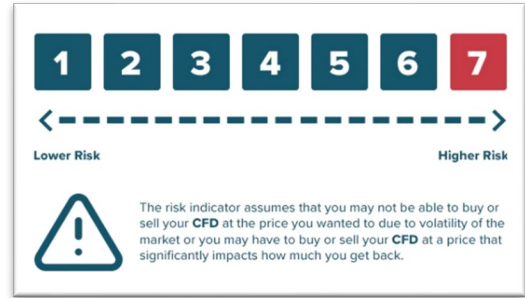 1 2 3 4 5 6 7
Lower Risk Higher Risk
The risk indicator assumes that you may not be able to buy or
sell your CFD at the price you wanted to due to volatility of the
market or you may have to buy or sell your CFD at a price that
significantly impacts how much you get back.